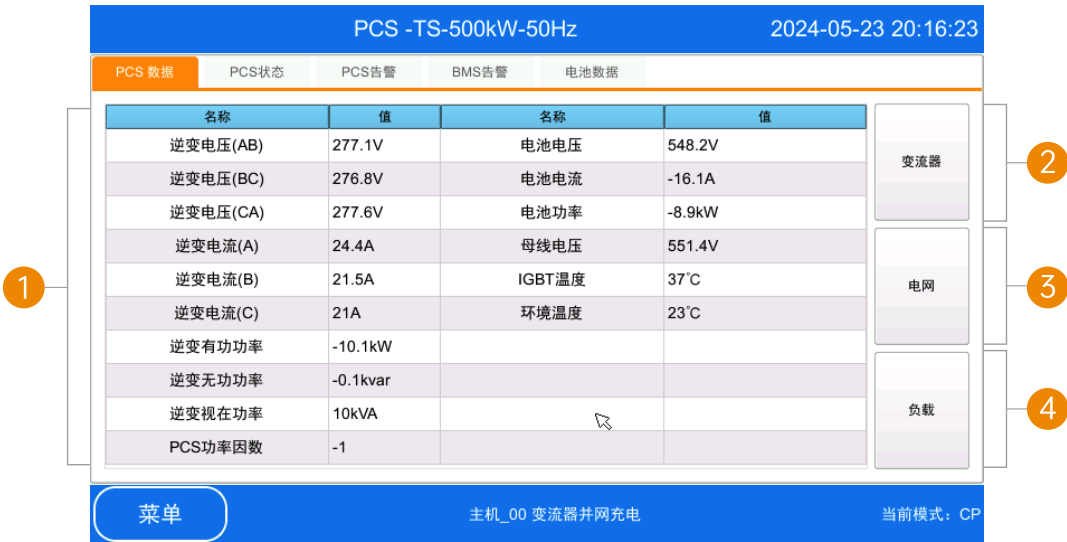 PCS -TS-500kW-50Hz 2024-05-23 20:16:23
PCS 数据 PCS状态 PCS告警 BMS告警 电池数据
名称 值 名称 值
逆变电压(AB) 277.1V 电池电压 548.2V
逆变电压(BC) 276.8V 电池电流 -16.1A
逆变电压(CA) 277.6V 电池功率 -8.9kW
逆变电流(A) 24.4A 母线电压 551.4V
逆变电流(B) 21.5A IGBT温度 37℃
逆变电流(C) 21A 环境温度 23℃
逆变有功功率 -10.1kW
逆变无功功率 -0.1kvar
逆变视在功率 10kVA
PCS功率因数 -1
变流器
电网
负载
1
2
3
4
菜单 主机_00 变流器并网充电 当前模式：CP